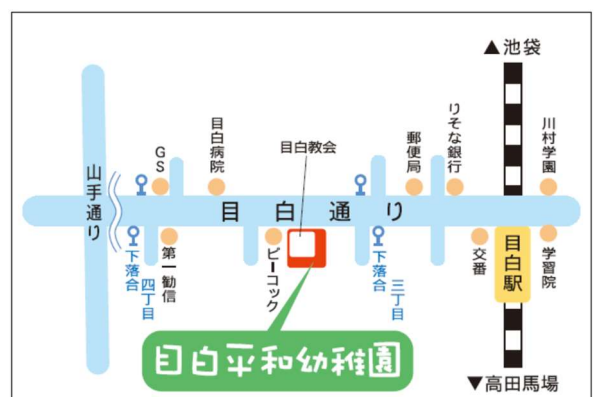 ▲池袋
川村学園
りそな銀行
郵便局
目白教会
目白病院
GS
山手通り
目白通り
下落合
四丁目
第一勧信
ピーコック
下落合
三丁目
交番
目白駅
学習院
目白平和幼稚園
▼高田馬場